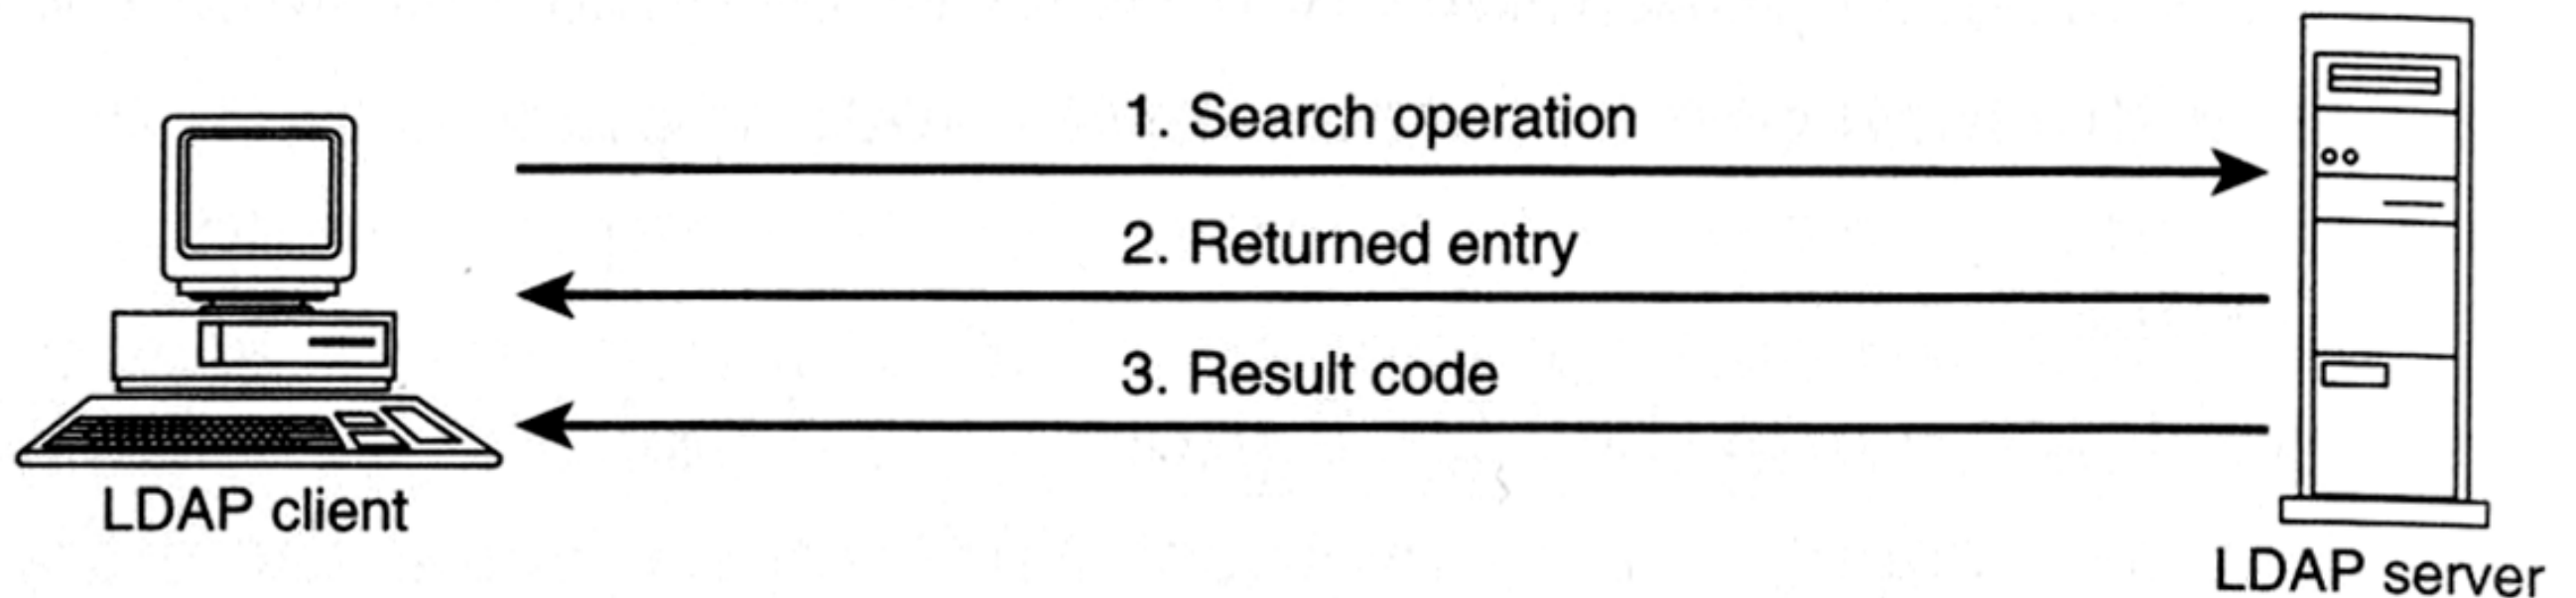 1. Search operation
2. Returned entry
3. Result code
LDAP client
LDAP server